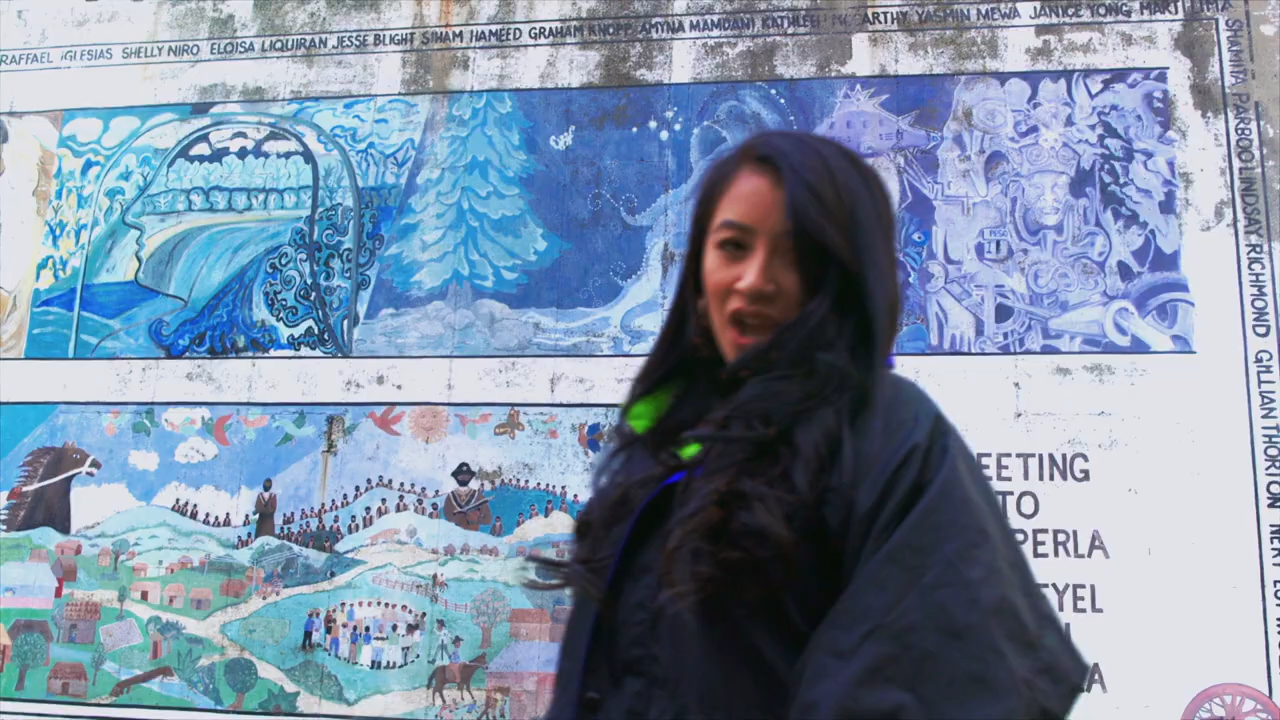 RAFFAEL IGLESIAS SHELLY NIRO ELOISA LIQUIRAN JESSE BLIGHT SIHAM HAMEED GRAHAM KNOPP AMYNA MAMDANI KATHLEEN MCCARTHY YASMIN MEWA JANICE YONG
SHAMITA PARBOO LINDSAY RICHMOND GILLIAN THORTON
PESO
EETING
TO
PERLA
TYEL
A